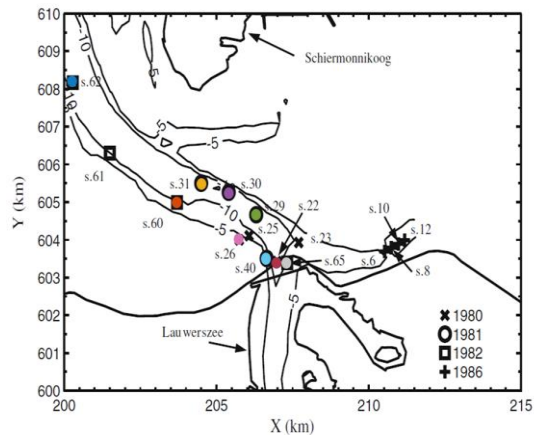 610
609
608
607
606
605
604
603
602
601
600
Y (km)
-10
-5
Schiermonnikoog
s.62
-10
-5
-5
s.61
s.31
s.30
s.60
-10
s.29
s.22
s.10
-5
s.25
s.23
s.12
s.26
s.6
s.40
s.65
s.8
-5
Lauwerszee
1980
1981
1982
1986
200
205
210
215
X (km)